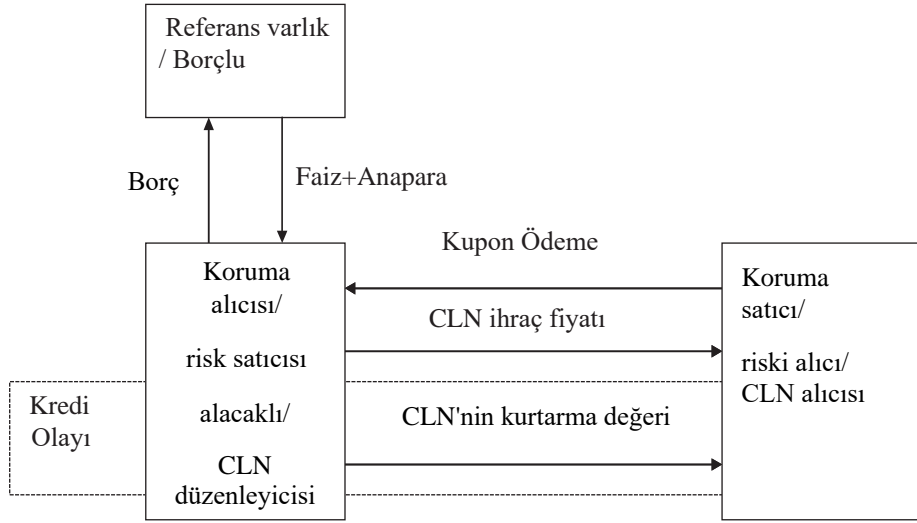 Referans varlık
/ Borçlu
Borç
Faiz+Anapara
Kupon Ödeme
Koruma
alıcısı/
risk satıcısı
alacaklı/
CLN
düzenleyicisi
CLN ihraç fiyatı
Koruma
satıcı/
riski alıcı/
CLN alıcısı
Kredi
Olayı
CLN'nin kurtarma değeri